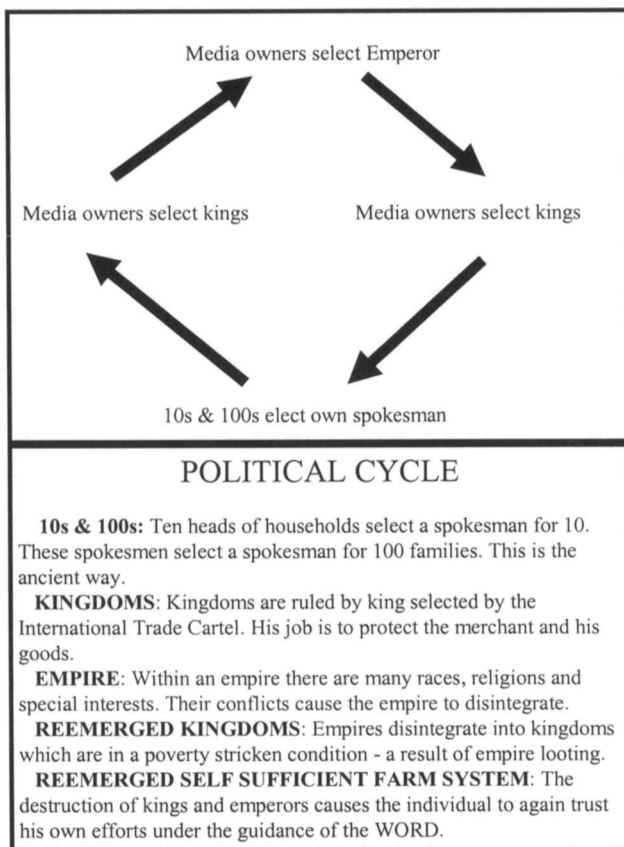 Media owners select Emperor
Media owners select kings
Media owners select kings
10s & 100s elect own spokesman
POLITICAL CYCLE
10s & 100s: Ten heads of households select a spokesman for 10.
These spokesmen select a spokesman for 100 families. This is the
ancient way.
KINGDOMS: Kingdoms are ruled by king selected by the
International Trade Cartel. His job is to protect the merchant and his
goods.
EMPIRE: Within an empire there are many races, religions and
special interests. Their conflicts cause the empire to disintegrate.
REEMERGED KINGDOMS: Empires disintegrate into kingdoms
which are in a poverty stricken condition - a result of empire looting.
REEMERGED SELF SUFFICIENT FARM SYSTEM: The
destruction of kings and emperors causes the individual to again trust
his own efforts under the guidance of the WORD.